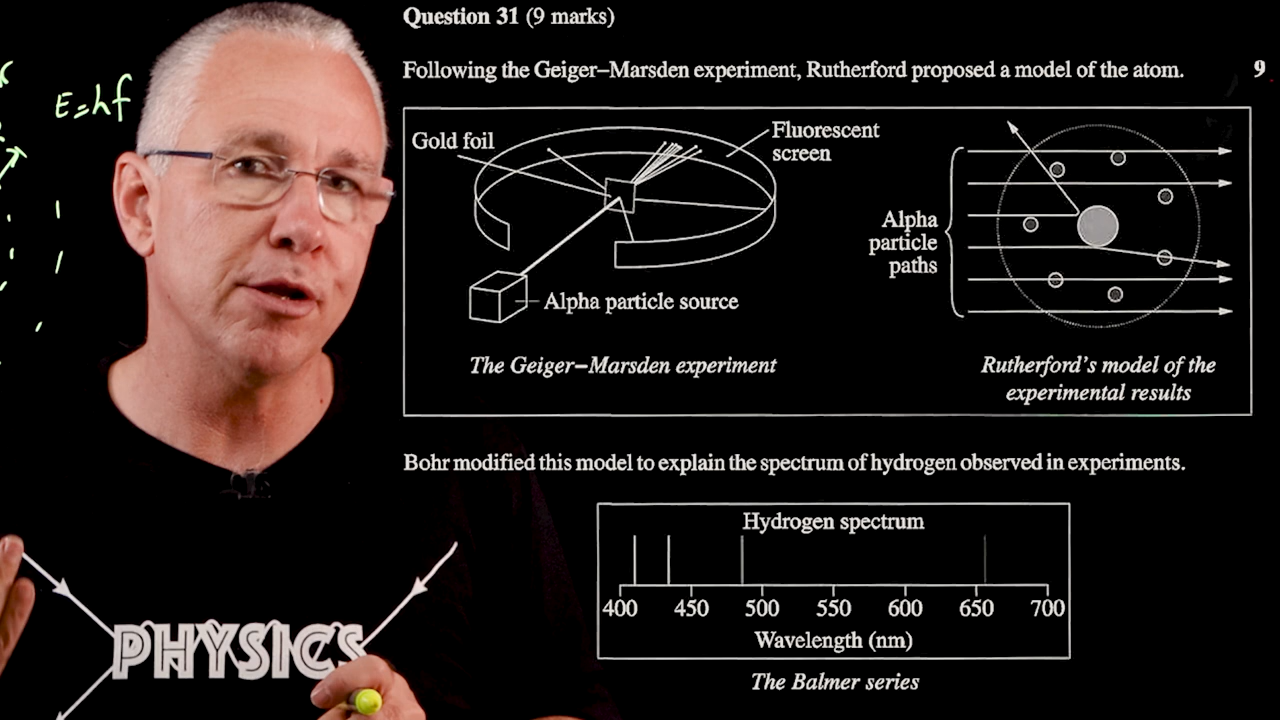 Question 31 (9 marks)
Following the Geiger–Marsden experiment, Rutherford proposed a model of the atom.
9
E=hf
Gold foil
Fluorescent
screen
Alpha particle source
The Geiger–Marsden experiment
Alpha
particle
paths
Rutherford's model of the
experimental results
Bohr modified this model to explain the spectrum of hydrogen observed in experiments.
Hydrogen spectrum
400 450 500 550 600 650 700
Wavelength (nm)
The Balmer series
PHYSICS